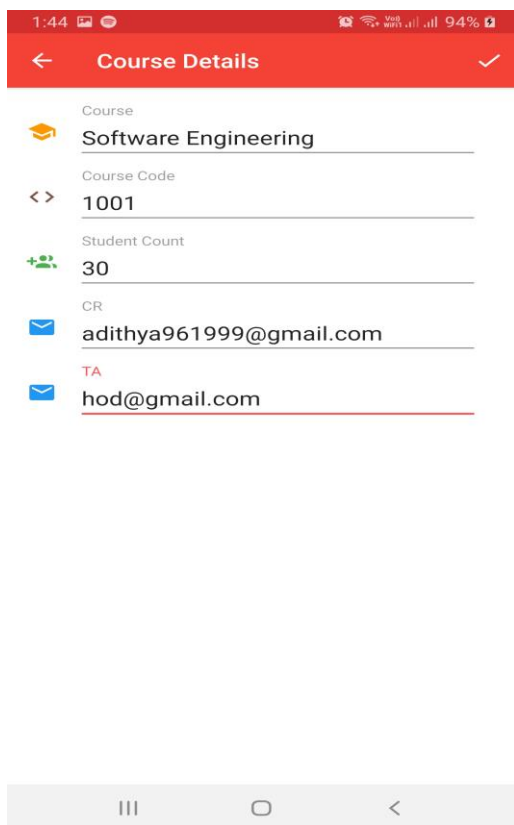 1:44 94%
Course Details
Course
Software Engineering
Course Code
1001
Student Count
30
CR
adithya961999@gmail.com
TA
hod@gmail.com